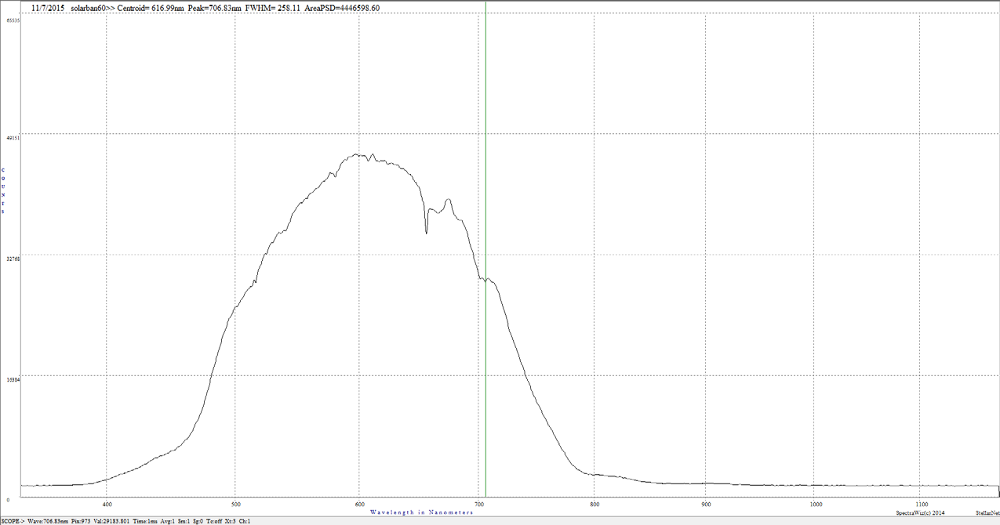 11/7/2015 solarban60>> Centroid= 616.99nm Peak=706.83nm FWHM= 258.11 AreaPSD=4446598.60
65535
49151
COUNTS
32768
16384
0
400 500 600 700 800 900 1000 1100
Wavelength in Nanometers
SpectraWiz(c) 2014 StellarNet
SCOPE-> Wave:706.83nm Pix:973 Val:29183.801 Time:1ms Avg:1 Sm:1 Sg:0 Tc:off Xt:3 Ch:1